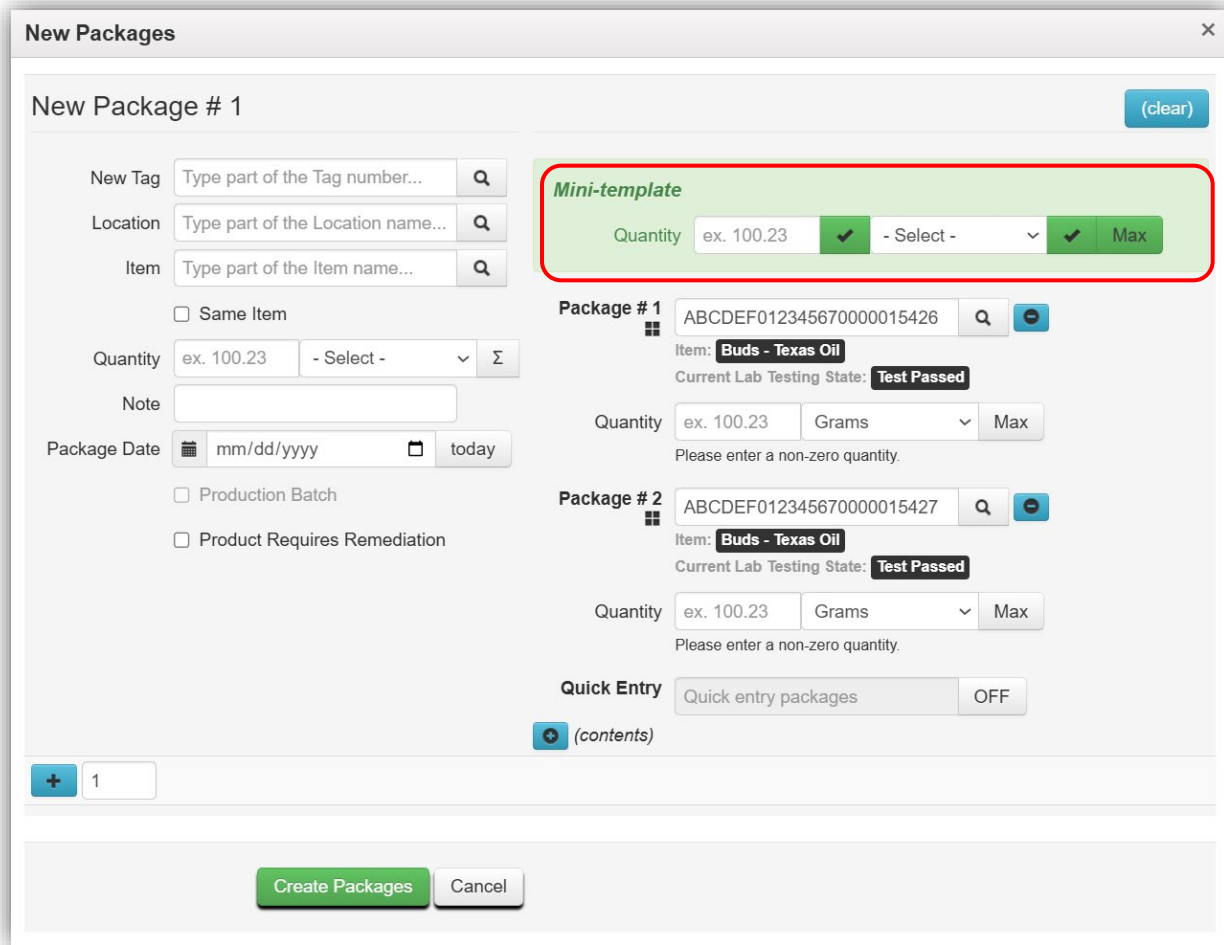 New Packages ×
New Package # 1
(clear)
New Tag Type part of the Tag number...
Location Type part of the Location name...
Item Type part of the Item name...
Same Item
Quantity ex. 100.23 - Select - Σ
Note
Package Date mm/dd/yyyy today
Production Batch
Product Requires Remediation
Mini-template
Quantity ex. 100.23 - Select - Max
Package # 1 ABCDEF012345670000015426
Item: Buds - Texas Oil
Current Lab Testing State: Test Passed
Quantity ex. 100.23 Grams Max
Please enter a non-zero quantity.
Package # 2 ABCDEF012345670000015427
Item: Buds - Texas Oil
Current Lab Testing State: Test Passed
Quantity ex. 100.23 Grams Max
Please enter a non-zero quantity.
Quick Entry Quick entry packages OFF
(contents)
1
Create Packages Cancel